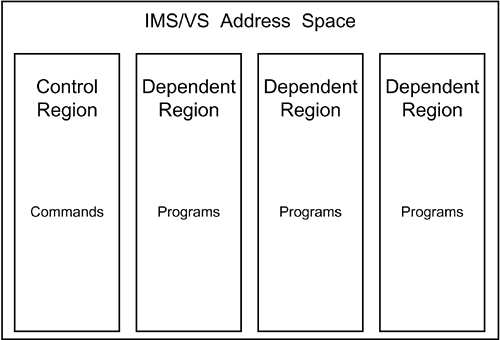 IMS/VS Address Space
Control
Region
Commands
Dependent
Region
Programs
Dependent
Region
Programs
Dependent
Region
Programs